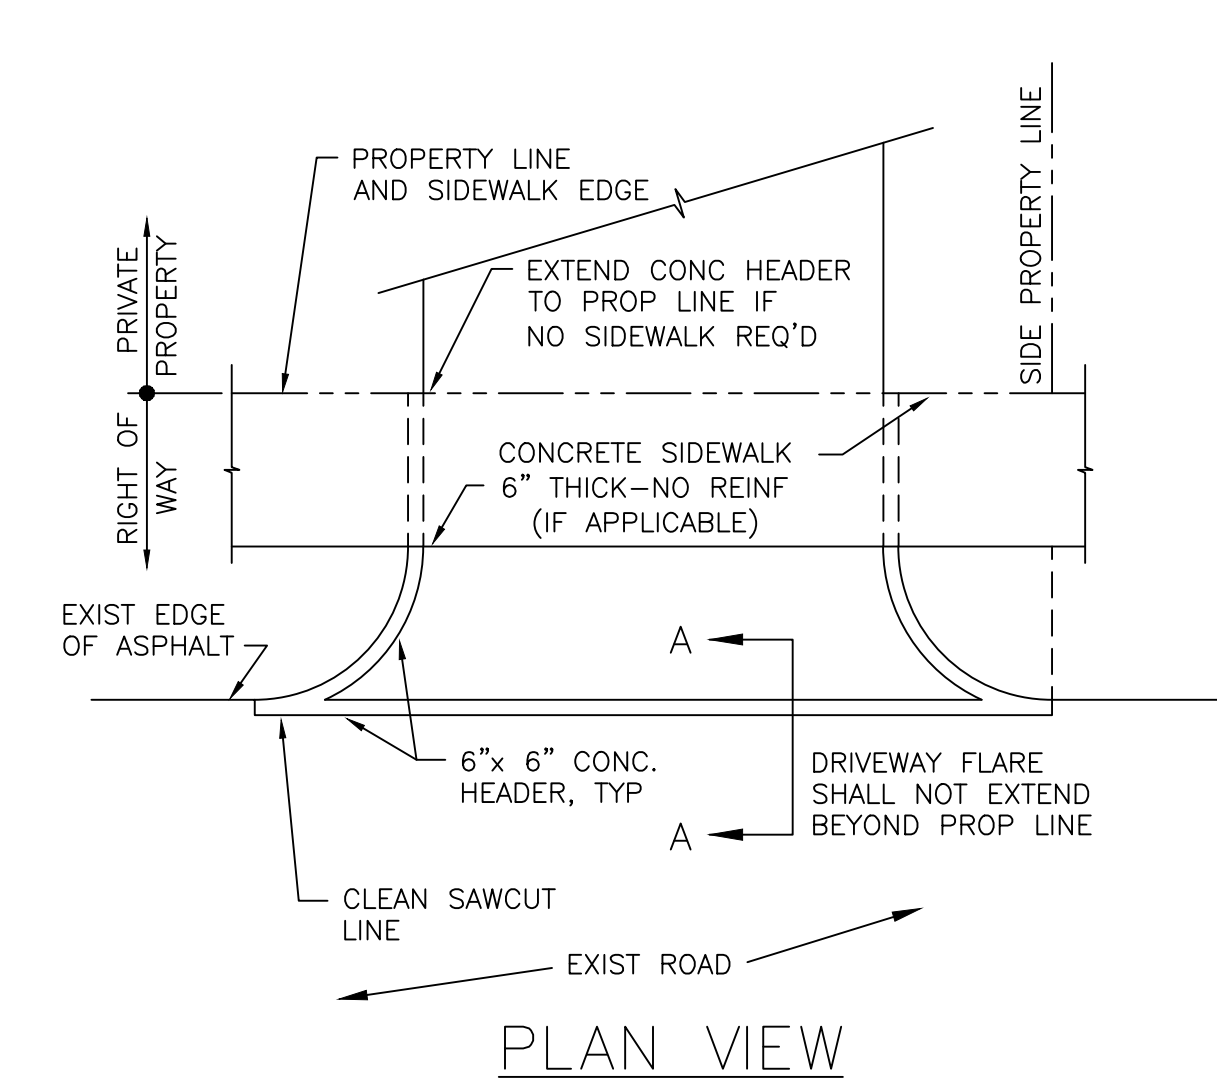 SIDE PROPERTY LINE
PROPERTY LINE
AND SIDEWALK EDGE
PRIVATE
PROPERTY
EXTEND CONC HEADER
TO PROP LINE IF
NO SIDEWALK REQ'D
RIGHT OF
WAY
CONCRETE SIDEWALK
6" THICK–NO REINF
(IF APPLICABLE)
EXIST EDGE
OF ASPHALT
A
6"x 6" CONC.
HEADER, TYP
DRIVEWAY FLARE
SHALL NOT EXTEND
BEYOND PROP LINE
A
CLEAN SAWCUT
LINE
EXIST ROAD
PLAN VIEW